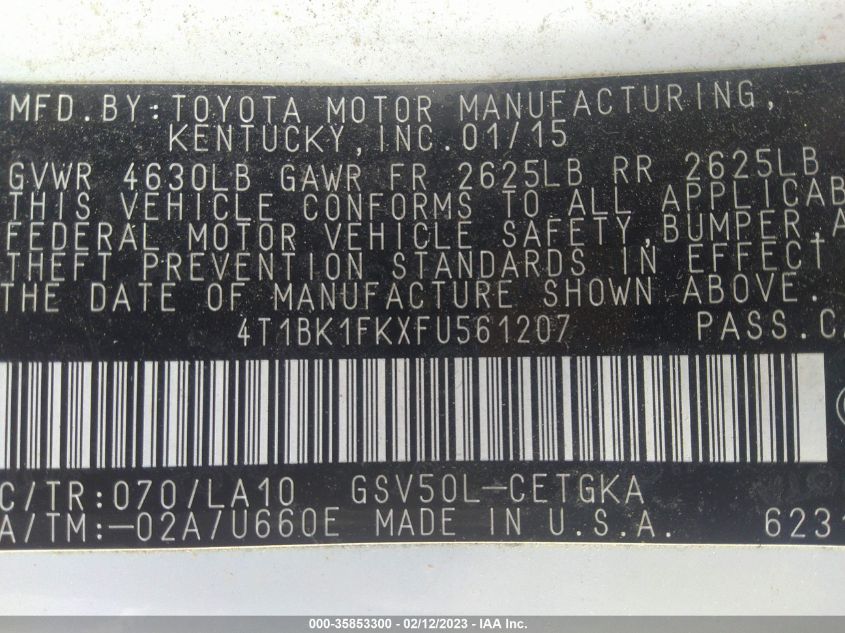 MFD.BY:TOYOTA MOTOR MANUFACTURING,
KENTUCKY,INC.01/15
GVWR 4630LB GAWR FR 2625LB RR 2625LB
THIS VEHICLE CONFORMS TO ALL APPLICAB
FEDERAL MOTOR VEHICLE SAFETY,BUMPER,A
THEFT PREVENTION STANDARDS IN EFFECT
THE DATE OF MANUFACTURE SHOWN ABOVE.
4T1BK1FKXFU561207 PASS.C
C/TR:070/LA10 GSV50L-CETGKA
A/TM:-02A/U660E MADE IN U.S.A. 6231
000-35853300 - 02/12/2023 - IAA Inc.